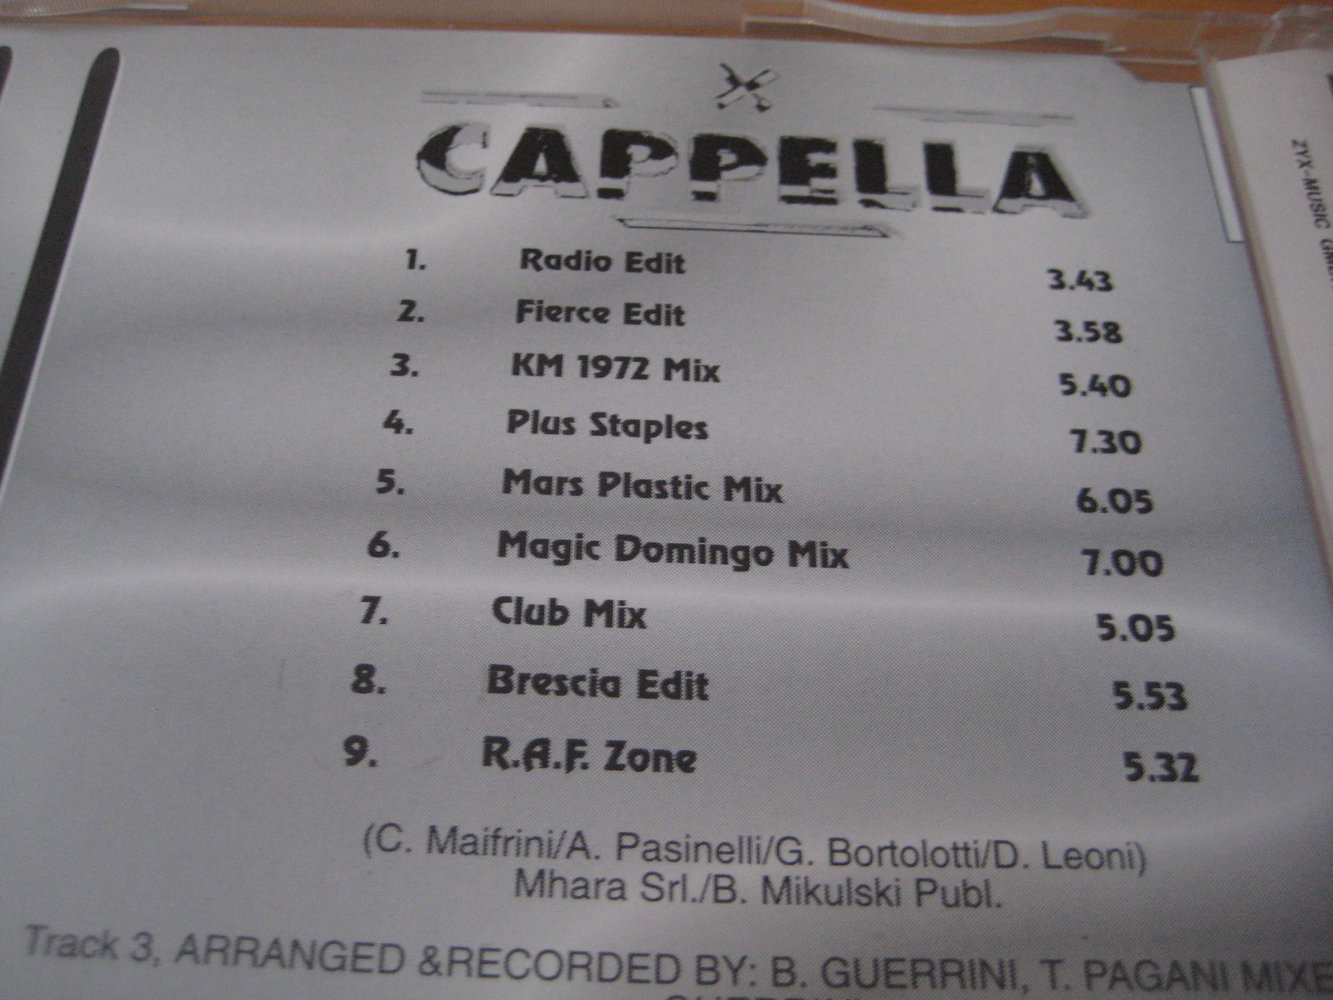 CAPPELLA
1. Radio Edit 3.43
2. Fierce Edit 3.58
3. KM 1972 Mix 5.40
4. Plus Staples 7.30
5. Mars Plastic Mix 6.05
6. Magic Domingo Mix 7.00
7. Club Mix 5.05
8. Brescia Edit 5.53
9. R.A.F. Zone 5.32
(C. Maifrini/A. Pasinelli/G. Bortolotti/D. Leoni)
Mhara Srl./B. Mikulski Publ.
Track 3, ARRANGED &RECORDED BY: B. GUERRINI, T. PAGANI MIXE
ZYX-MUSIC